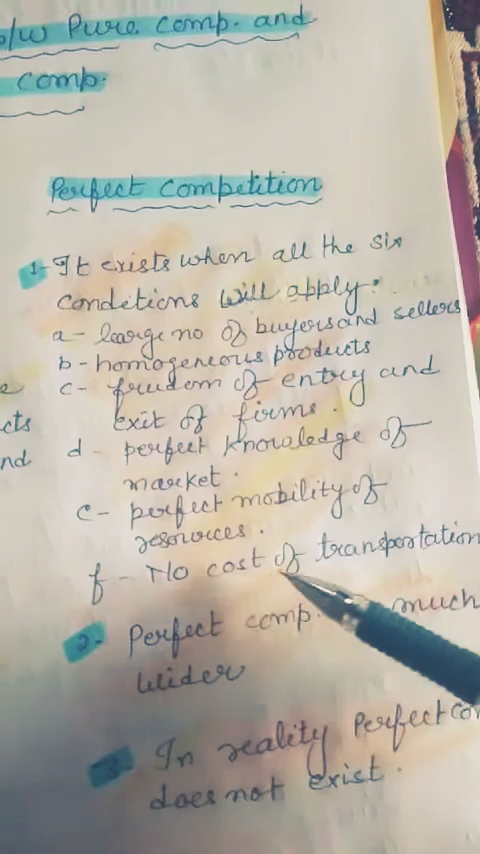 b/w Pure comp. and
comp.
Perfect Competition
1- It exists when all the six
conditions will apply:
a- large no of buyers and sellers
b- homogeneous products
c- freedom of entry and
exit of firms.
d- perfect knowledge of
market.
e- perfect mobility of
resources.
f- No cost of transportation
2- Perfect comp. much
wider
3- In reality Perfect co
does not exist.
cts
nd